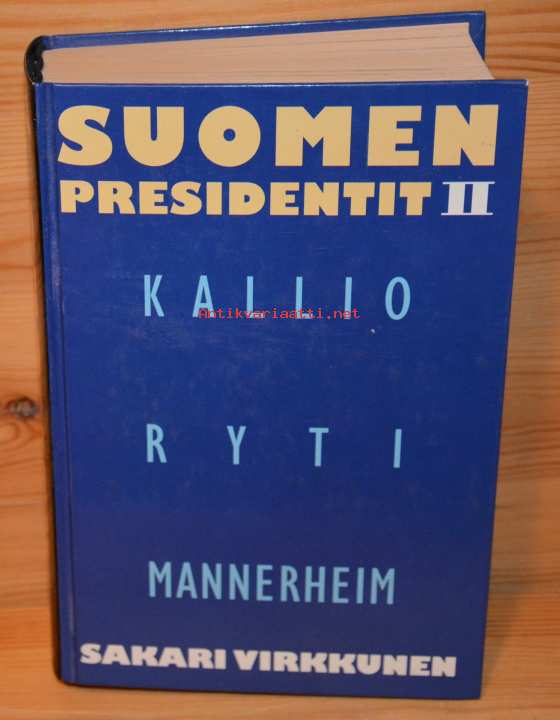 SUOMEN
PRESIDENTIT II
KALLIO
Antikvariaatti.net
RYTI
MANNERHEIM
SAKARI VIRKKUNEN